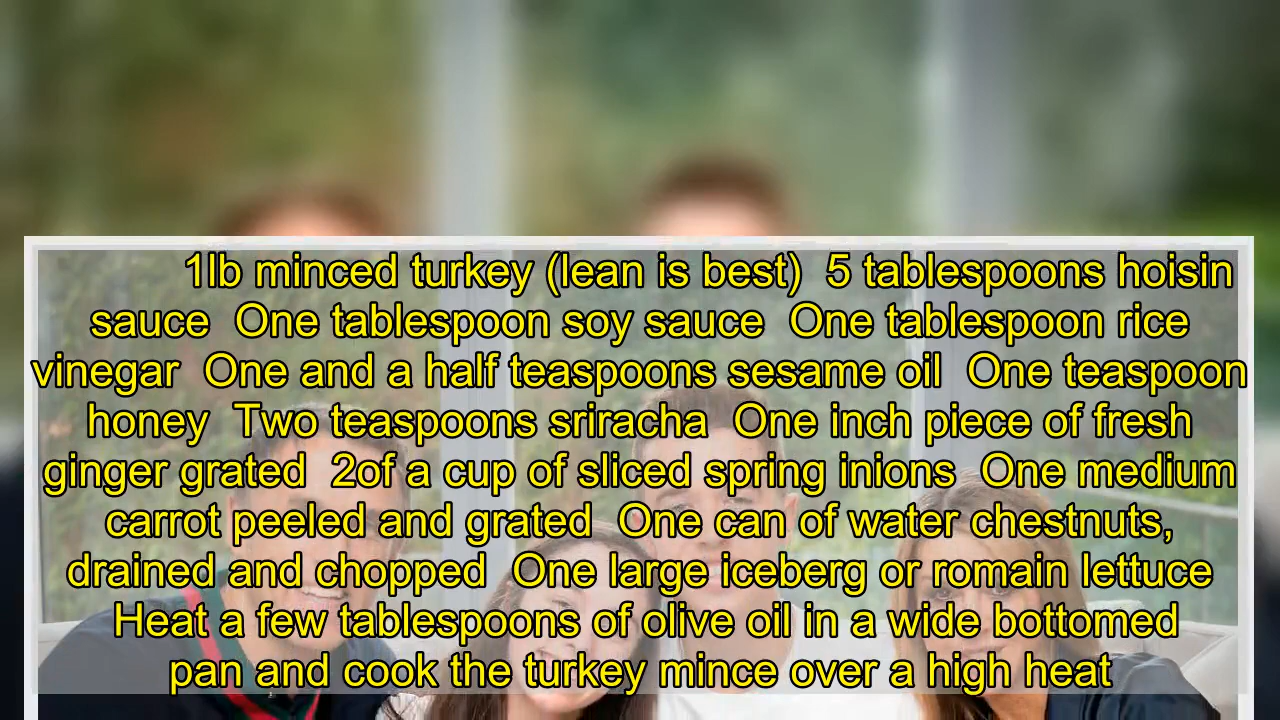 1lb minced turkey (lean is best)  5 tablespoons hoisin
sauce  One tablespoon soy sauce  One tablespoon rice
vinegar  One and a half teaspoons sesame oil  One teaspoon
honey  Two teaspoons sriracha  One inch piece of fresh
ginger grated  2of a cup of sliced spring inions  One medium
carrot peeled and grated  One can of water chestnuts,
drained and chopped  One large iceberg or romain lettuce
Heat a few tablespoons of olive oil in a wide bottomed
pan and cook the turkey mince over a high heat